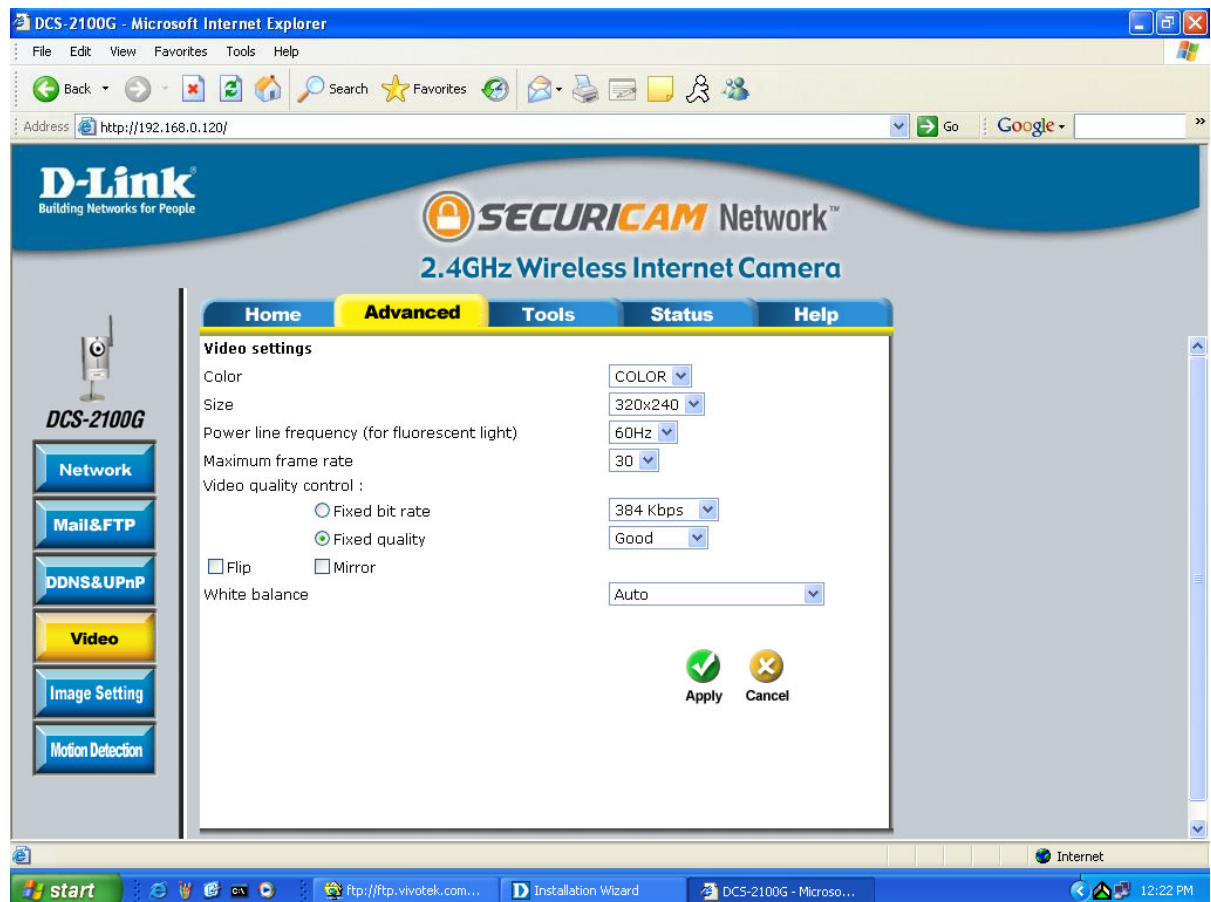 DCS-2100G - Microsoft Internet Explorer
File Edit View Favorites Tools Help
Back Search Favorites
Address http://192.168.0.120/ Go Google
D-Link
Building Networks for People
SECURICAM Network™
2.4GHz Wireless Internet Camera
Home Advanced Tools Status Help
DCS-2100G
Network
Mail&FTP
DDNS&UPnP
Video
Image Setting
Motion Detection
Video settings
Color COLOR
Size 320x240
Power line frequency (for fluorescent light) 60Hz
Maximum frame rate 30
Video quality control :
Fixed bit rate 384 Kbps
Fixed quality Good
Flip Mirror
White balance Auto
Apply Cancel
Internet
start ftp://ftp.vivotek.com... Installation Wizard DCS-2100G - Microso... 12:22 PM